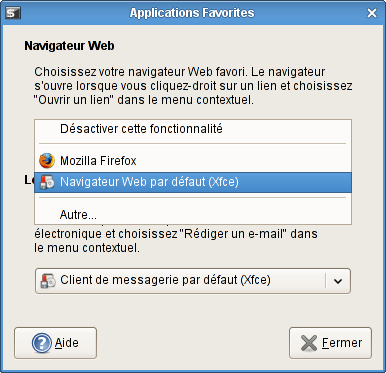 Applications Favorites
Navigateur Web
Choisissez votre navigateur Web favori. Le navigateur
s'ouvre lorsque vous cliquez-droit sur un lien et choisissez
"Ouvrir un lien" dans le menu contextuel.
Désactiver cette fonctionnalité
Mozilla Firefox
Navigateur Web par défaut (Xfce)
Autre...
électronique et choisissez "Rédiger un e-mail" dans
le menu contextuel.
Client de messagerie par défaut (Xfce)
Aide
Fermer